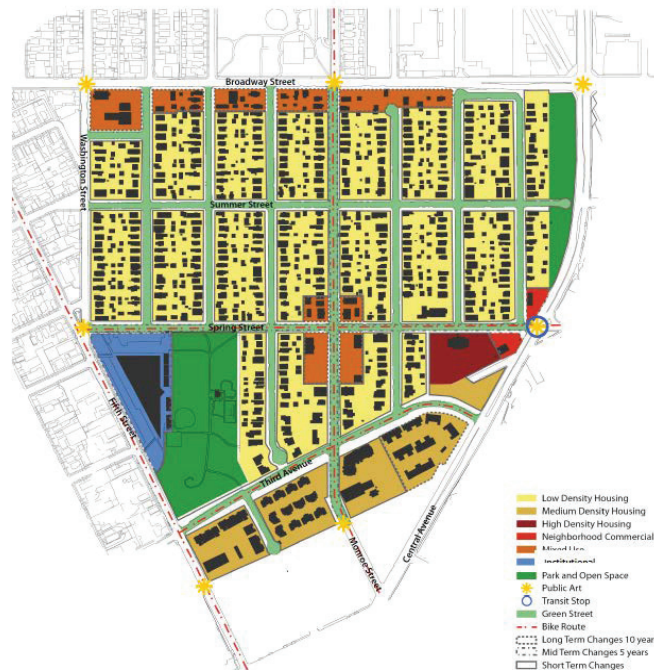 Broadway Street
Washington Street
Summer Street
Spring Street
Fifth Street
Third Avenue
Monroe Street
Central Avenue
Low Density Housing
Medium Density Housing
High Density Housing
Neighborhood Commercial
Mixed Use
Institutional
Park and Open Space
Public Art
Transit Stop
Green Street
Bike Route
Long Term Changes 10 year
Mid Term Changes 5 years
Short Term Changes